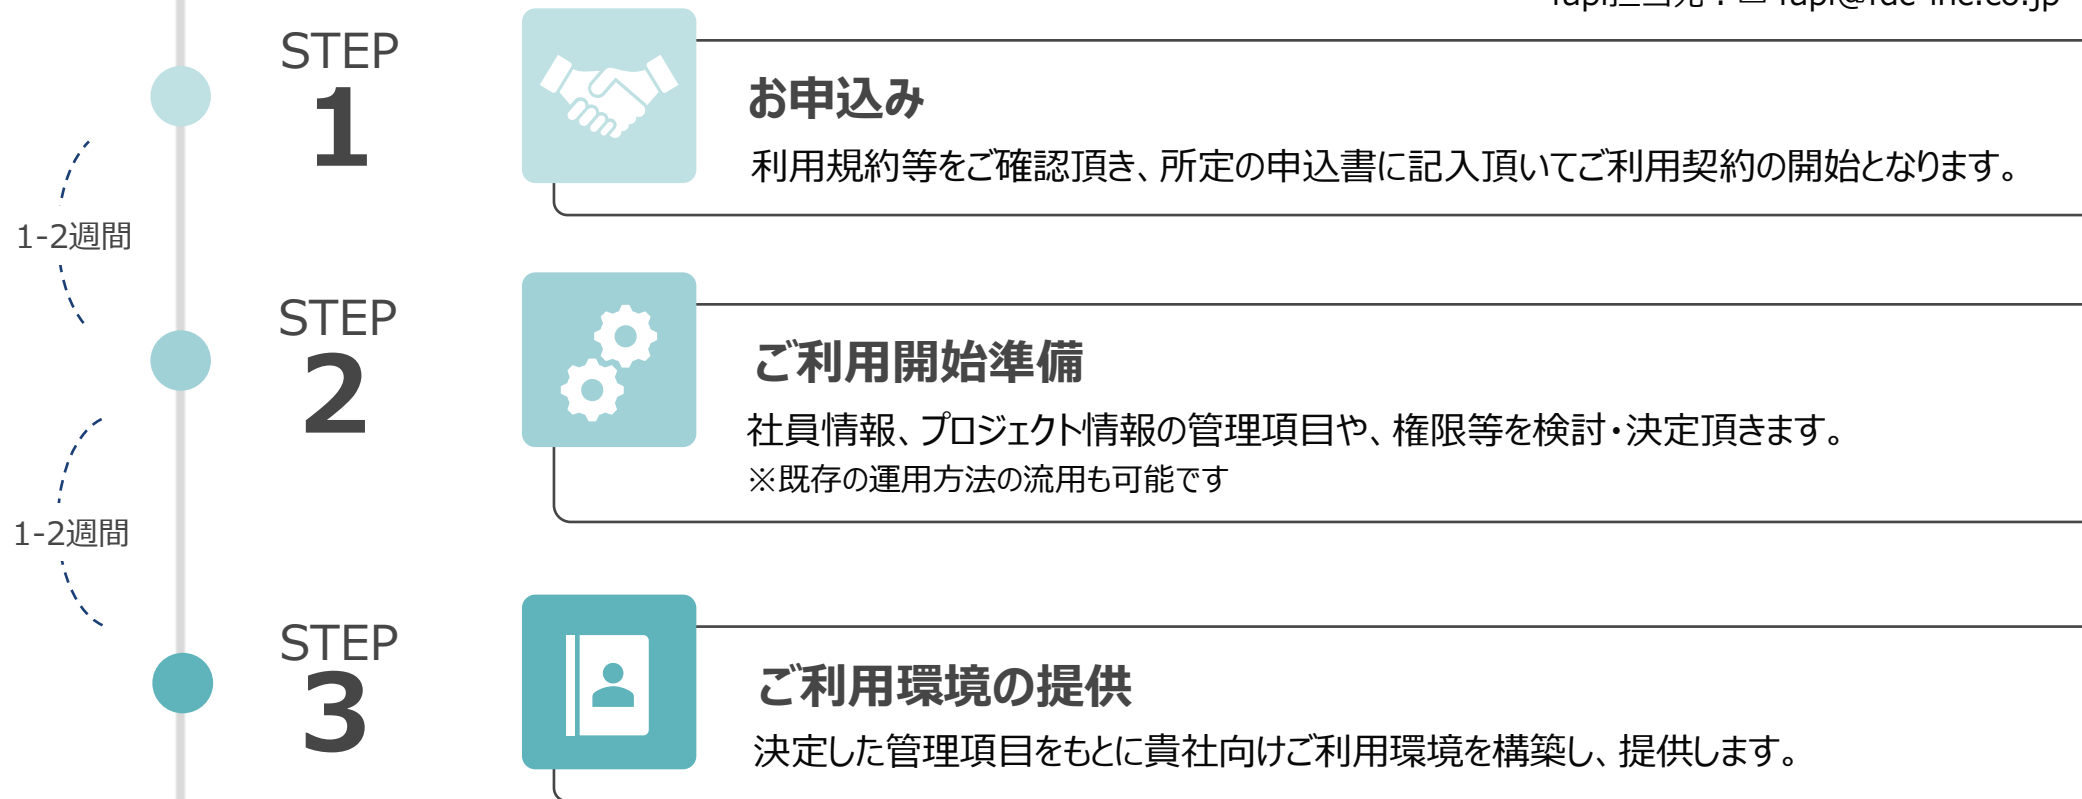 STEP
1
お申込み
利用規約等をご確認頂き、所定の申込書に記入頂いてご利用契約の開始となります。
1-2週間
STEP
2
ご利用開始準備
社員情報、プロジェクト情報の管理項目や、権限等を検討・決定頂きます。
※既存の運用方法の流用も可能です
1-2週間
STEP
3
ご利用環境の提供
決定した管理項目をもとに貴社向けご利用環境を構築し、提供します。